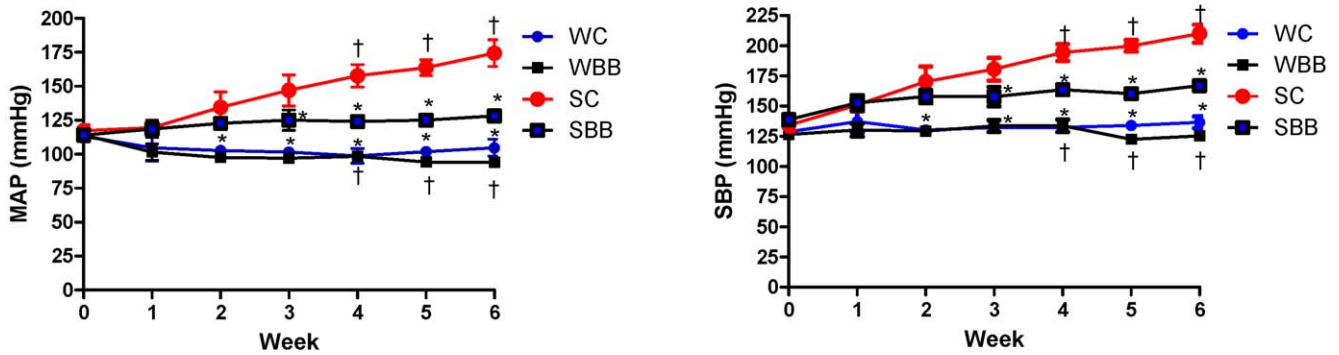 MAP (mmHg)
200
175
150
125
100
75
50
25
0
0 1 2 3 4 5 6
Week
† † †
* * * *
* * * * *
† † †
WC
WBB
SC
SBB
SBP (mmHg)
225
200
175
150
125
100
75
50
25
0
0 1 2 3 4 5 6
Week
† † †
* * * *
* * * * *
† † †
WC
WBB
SC
SBB